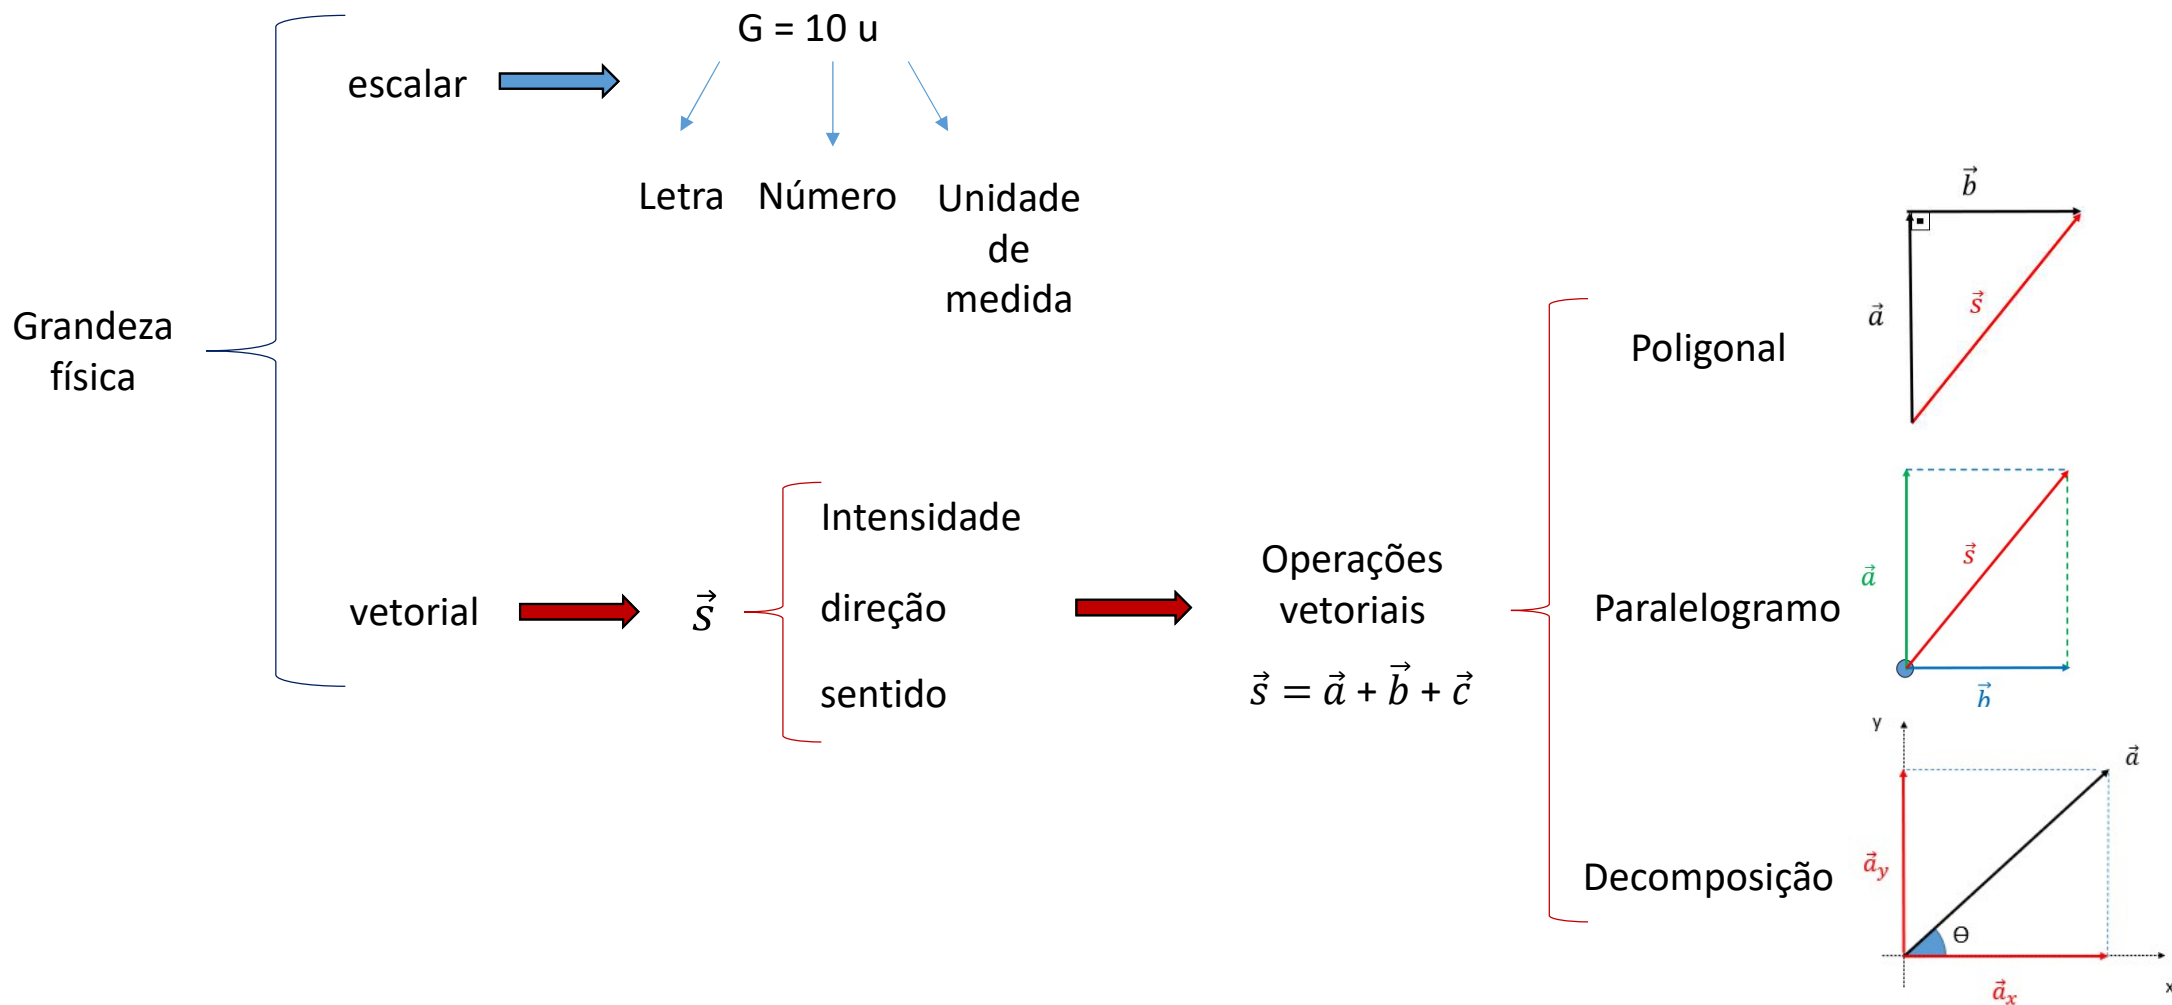 G = 10 u
escalar
Letra
Número
Unidade
de
medida
Grandeza
física
vetorial
s⃗
Intensidade
direção
sentido
Operações
vetoriais
s⃗ = a⃗ + b⃗ + c⃗
Poligonal
b⃗
a⃗
s⃗
Paralelogramo
a⃗
s⃗
b⃗
Decomposição
y
a⃗
a⃗y
Θ
a⃗x
x